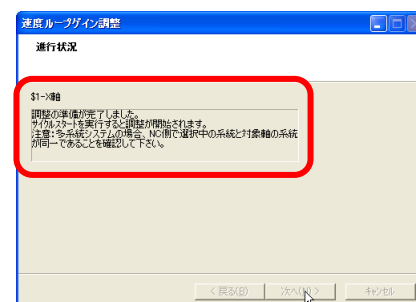 速度ループゲイン調整
進行状況
$1->X軸
調整の準備が完了しました。
サイクルスタートを実行すると調整が開始されます。
注意:多系統システムの場合、NC側で選択中の系統と対象軸の系統
が同一であることを確認して下さい。
< 戻る(B) 次へ(N) > キャンセル